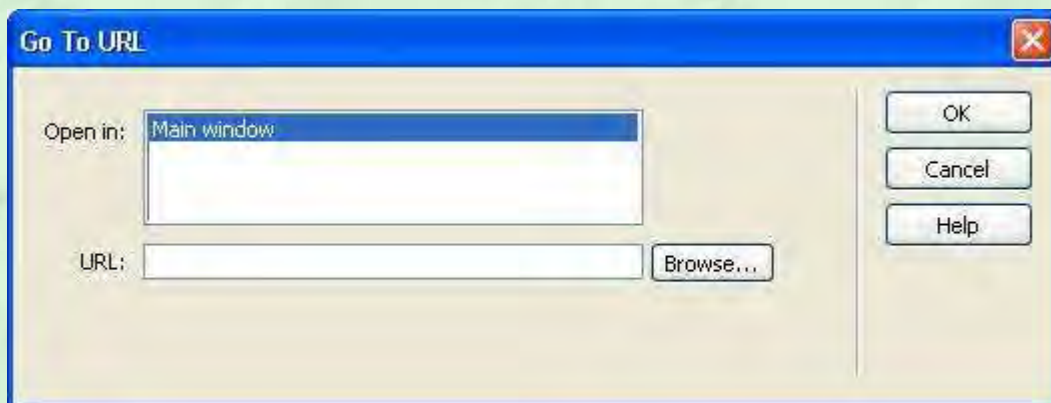 Go To URL
Open in:
Main window
URL:
Browse...
OK
Cancel
Help